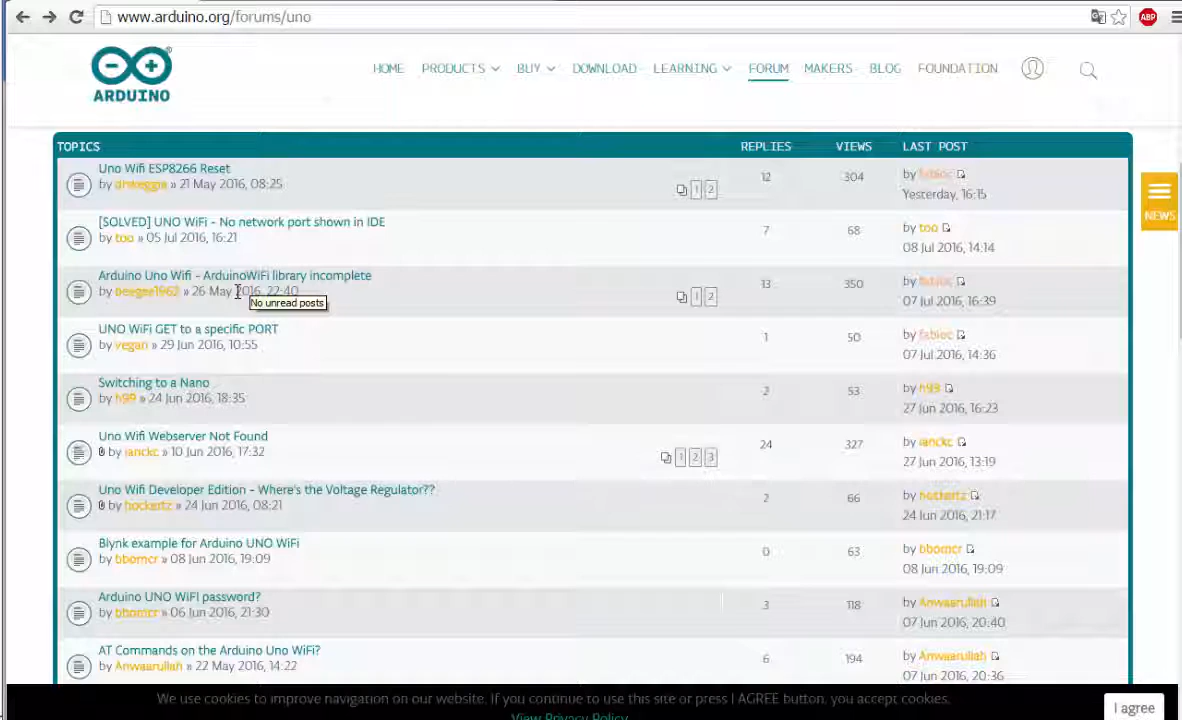 www.arduino.org/forums/uno
ABP
ARDUINO
HOME PRODUCTS BUY DOWNLOAD LEARNING FORUM MAKERS BLOG FOUNDATION
TOPICS REPLIES VIEWS LAST POST
Uno Wifi ESP8266 Reset
by drikeggia » 21 May 2016, 08:25
1 2
12 304
by fabioc
Yesterday, 16:15
[SOLVED] UNO WiFi - No network port shown in IDE
by too » 05 Jul 2016, 16:21
7 68
by too
08 Jul 2016, 14:14
Arduino Uno Wifi - ArduinoWiFi library incomplete
by beegee1962 » 26 May 2016, 22:40
No unread posts
1 2
13 350
by fabioc
07 Jul 2016, 16:39
UNO WiFi GET to a specific PORT
by vegan » 29 Jun 2016, 10:55
1 50
by fabioc
07 Jul 2016, 14:36
Switching to a Nano
by h99 » 24 Jun 2016, 18:35
2 53
by h99
27 Jun 2016, 16:23
Uno Wifi Webserver Not Found
by ianckc » 10 Jun 2016, 17:32
1 2 3
24 327
by ianckc
27 Jun 2016, 13:19
Uno Wifi Developer Edition - Where's the Voltage Regulator??
by hockertz » 24 Jun 2016, 08:21
2 66
by hockertz
24 Jun 2016, 21:17
Blynk example for Arduino UNO WiFi
by bbomcr » 08 Jun 2016, 19:09
0 63
by bbomcr
08 Jun 2016, 19:09
Arduino UNO WIFI password?
by bbomcr » 06 Jun 2016, 21:30
3 118
by Anwaarullah
07 Jun 2016, 20:40
AT Commands on the Arduino Uno WiFi?
by Anwaarullah » 22 May 2016, 14:22
6 194
by Anwaarullah
07 Jun 2016, 20:36
NEWS
We use cookies to improve navigation on our website. If you continue to use this site or press I AGREE button, you accept cookies.
View Privacy Policy
I agree